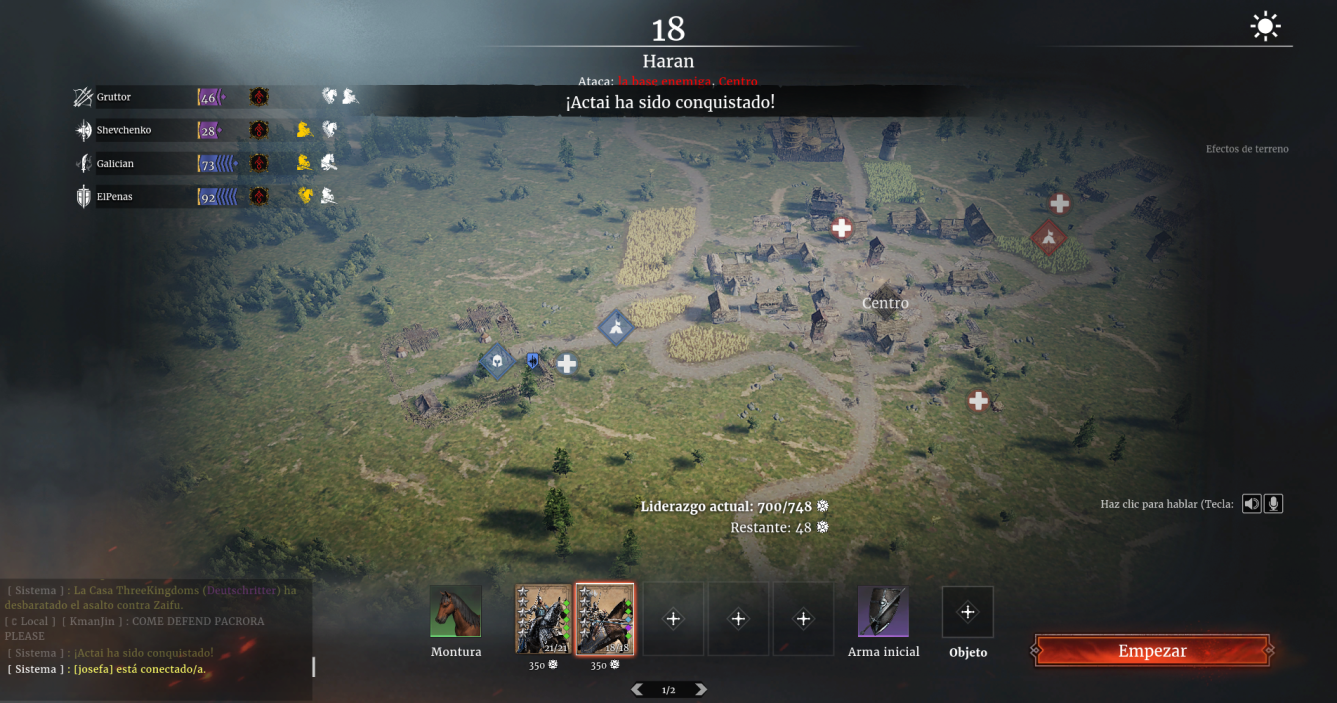 18
Haran
Ataca: la base enemiga, Centro
¡Actai ha sido conquistado!
Gruttor 46
Shevchenko 28
Galician 73
ElPenas 92
Efectos de terreno
Centro
Liderazgo actual: 700/748
Restante: 48
Haz clic para hablar (Tecla:
[ Sistema ] : La Casa ThreeKingdoms (Deutschritter) ha
desbaratado el asalto contra Zaifu.
[ c Local ] [ KmanJin ] : COME DEFEND PACRORA
PLEASE
[ Sistema ] : ¡Actai ha sido conquistado!
[ Sistema ] : [josefa] está conectado/a.
Montura
21/21
350
18/18
350
Arma inicial
Objeto
Empezar
1/2